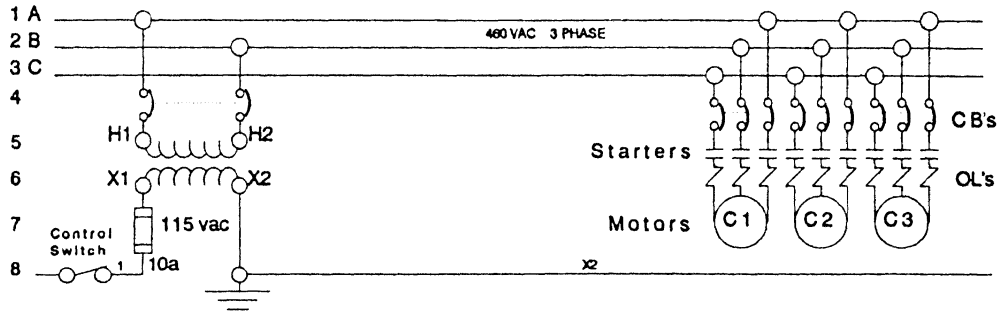 1 A
460 VAC 3 PHASE
2 B
3 C
4
CB's
H1 H2
5
Starters
6 X1 X2 OL's
7 115 vac Motors C1 C2 C3
Control
Switch
1 10a
8 X2